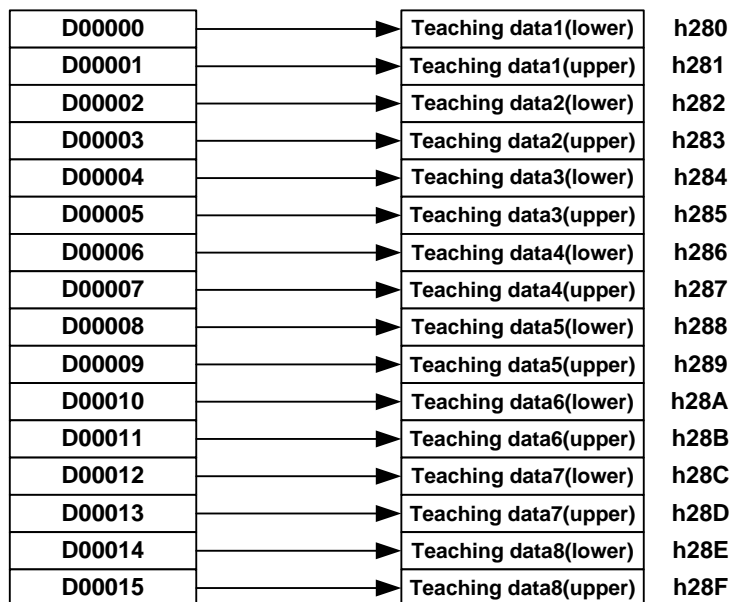 D00000 Teaching data1(lower) h280
D00001 Teaching data1(upper) h281
D00002 Teaching data2(lower) h282
D00003 Teaching data2(upper) h283
D00004 Teaching data3(lower) h284
D00005 Teaching data3(upper) h285
D00006 Teaching data4(lower) h286
D00007 Teaching data4(upper) h287
D00008 Teaching data5(lower) h288
D00009 Teaching data5(upper) h289
D00010 Teaching data6(lower) h28A
D00011 Teaching data6(upper) h28B
D00012 Teaching data7(lower) h28C
D00013 Teaching data7(upper) h28D
D00014 Teaching data8(lower) h28E
D00015 Teaching data8(upper) h28F